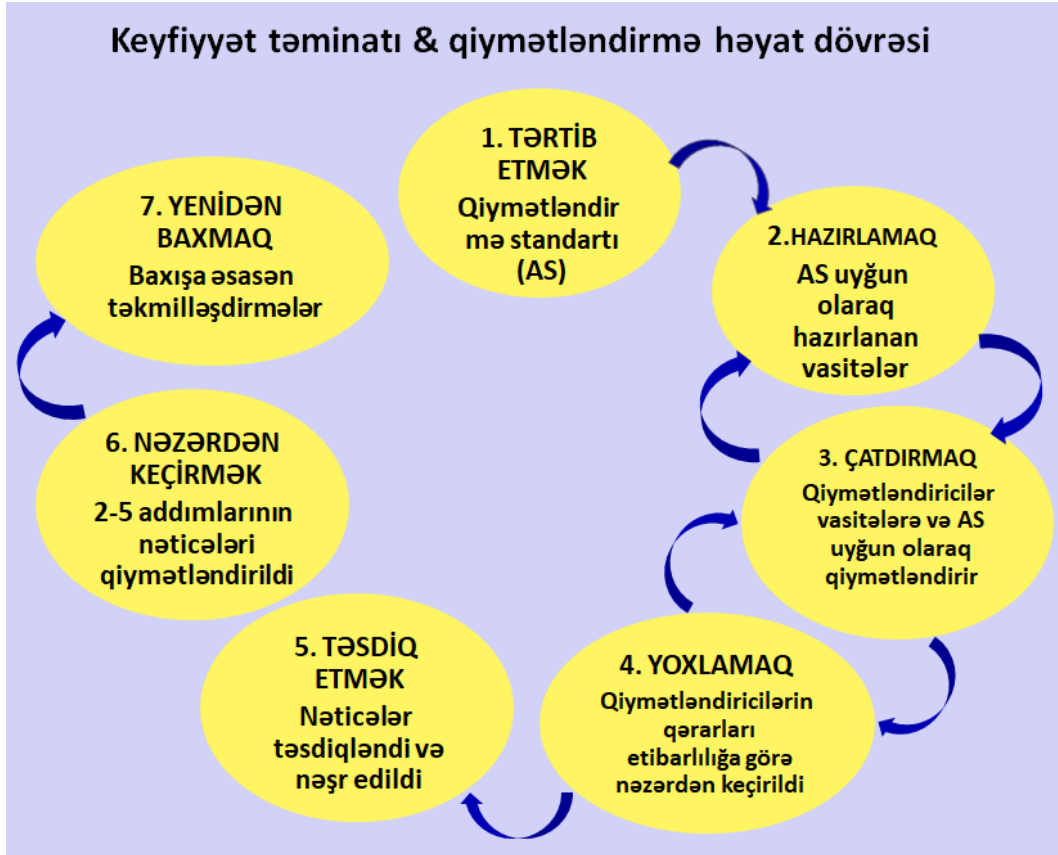 Keyfiyyət təminatı & qiymətləndirmə həyat dövrəsi
1. TƏRTİB
ETMƏK
Qiymətləndir
mə standartı
(AS)
2.HAZIRLAMAQ
AS uyğun
olaraq
hazırlanan
vasitələr
3. ÇATDIRMAQ
Qiymətləndiricilər
vasitələrə və AS
uyğun olaraq
qiymətləndirir
4. YOXLAMAQ
Qiymətləndiricilərin
qərarları
etibarlılığa görə
nəzərdən keçirildi
5. TƏSDİQ
ETMƏK
Nəticələr
təsdiqləndi və
nəşr edildi
6. NƏZƏRDƏN
KEÇİRMƏK
2-5 addımlarının
nəticələri
qiymətləndirildi
7. YENİDƏN
BAXMAQ
Baxışa əsasən
təkmilləşdirmələr